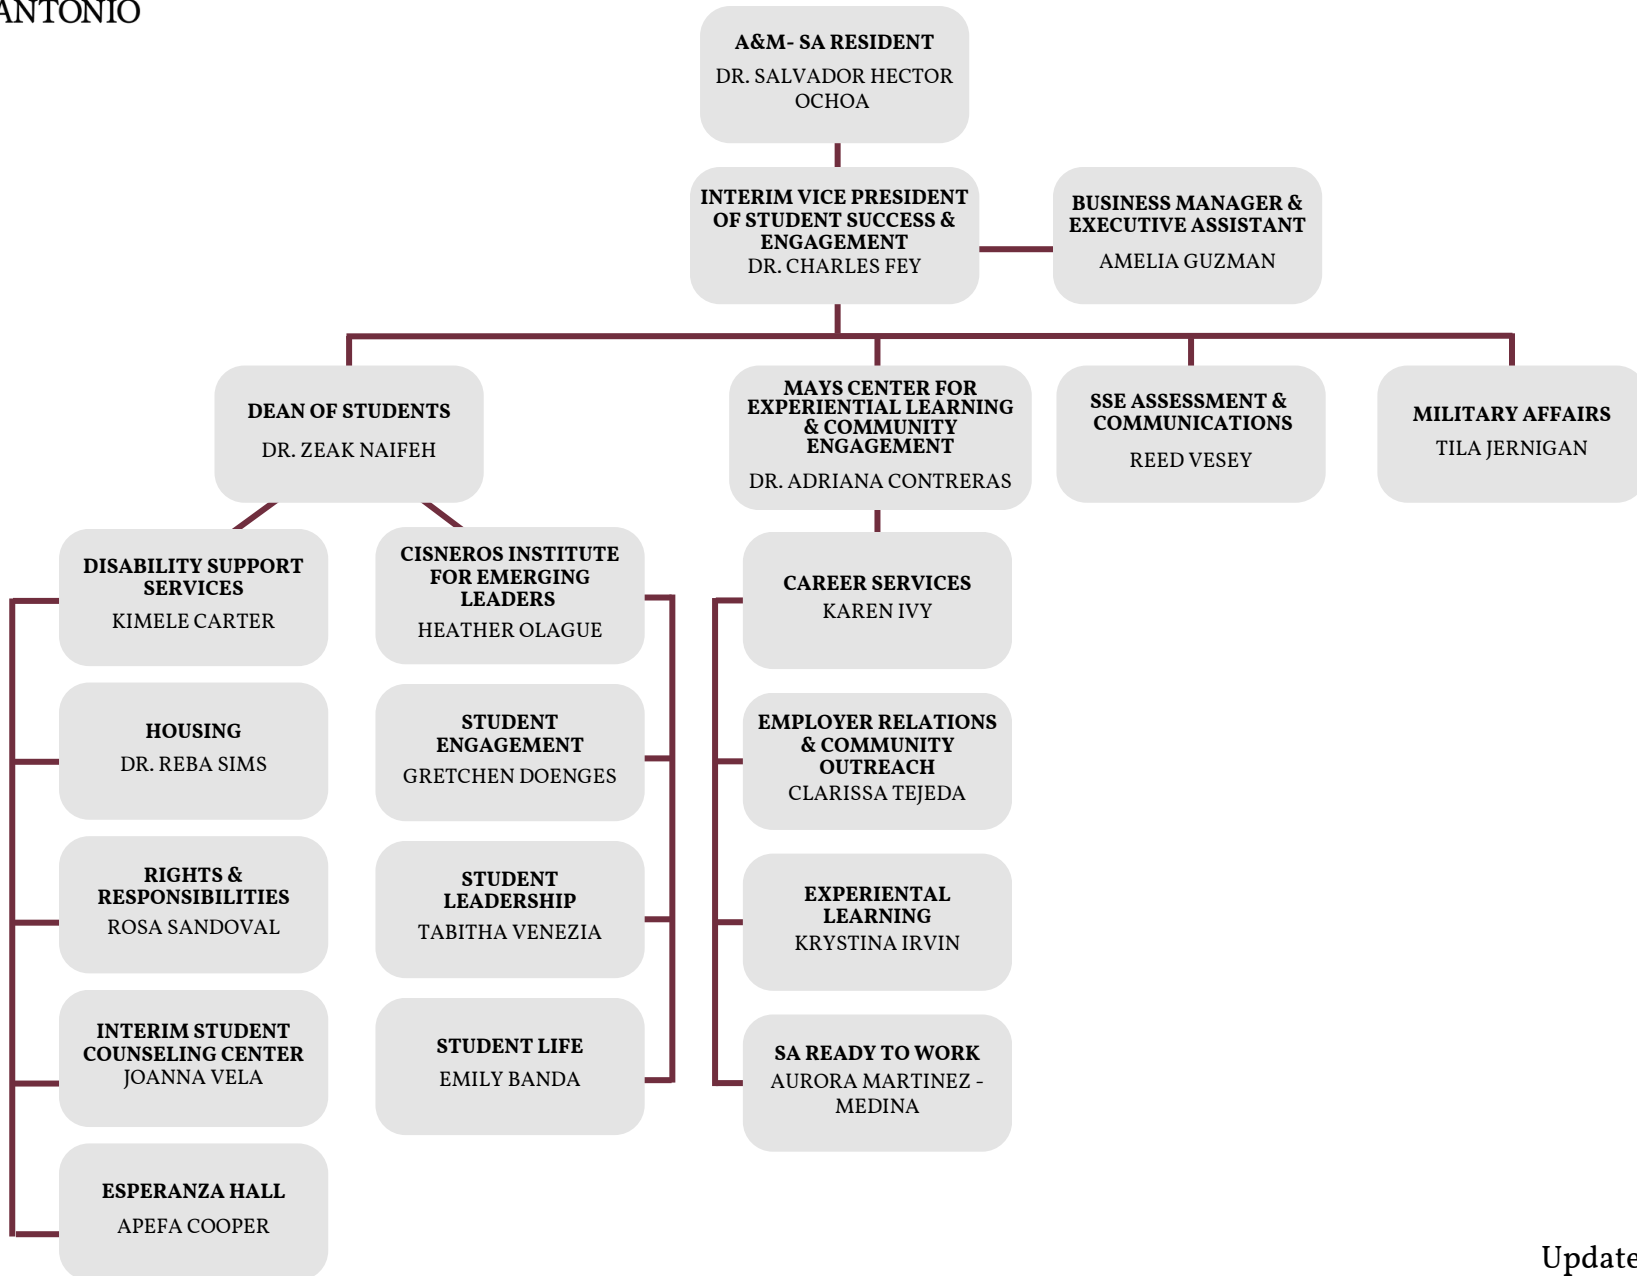 ANTONIO
A&M- SA RESIDENT
DR. SALVADOR HECTOR
OCHOA
INTERIM VICE PRESIDENT
OF STUDENT SUCCESS &
ENGAGEMENT
DR. CHARLES FEY
BUSINESS MANAGER &
EXECUTIVE ASSISTANT
AMELIA GUZMAN
DEAN OF STUDENTS
DR. ZEAK NAIFEH
MAYS CENTER FOR
EXPERIENTIAL LEARNING
& COMMUNITY
ENGAGEMENT
DR. ADRIANA CONTRERAS
SSE ASSESSMENT &
COMMUNICATIONS
REED VESEY
MILITARY AFFAIRS
TILA JERNIGAN
DISABILITY SUPPORT
SERVICES
KIMELE CARTER
HOUSING
DR. REBA SIMS
RIGHTS &
RESPONSIBILITIES
ROSA SANDOVAL
INTERIM STUDENT
COUNSELING CENTER
JOANNA VELA
ESPERANZA HALL
APEFA COOPER
CISNEROS INSTITUTE
FOR EMERGING
LEADERS
HEATHER OLAGUE
STUDENT
ENGAGEMENT
GRETCHEN DOENGES
STUDENT
LEADERSHIP
TABITHA VENEZIA
STUDENT LIFE
EMILY BANDA
CAREER SERVICES
KAREN IVY
EMPLOYER RELATIONS
& COMMUNITY
OUTREACH
CLARISSA TEJEDA
EXPERIENTAL
LEARNING
KRYSTINA IRVIN
SA READY TO WORK
AURORA MARTINEZ -
MEDINA
Update